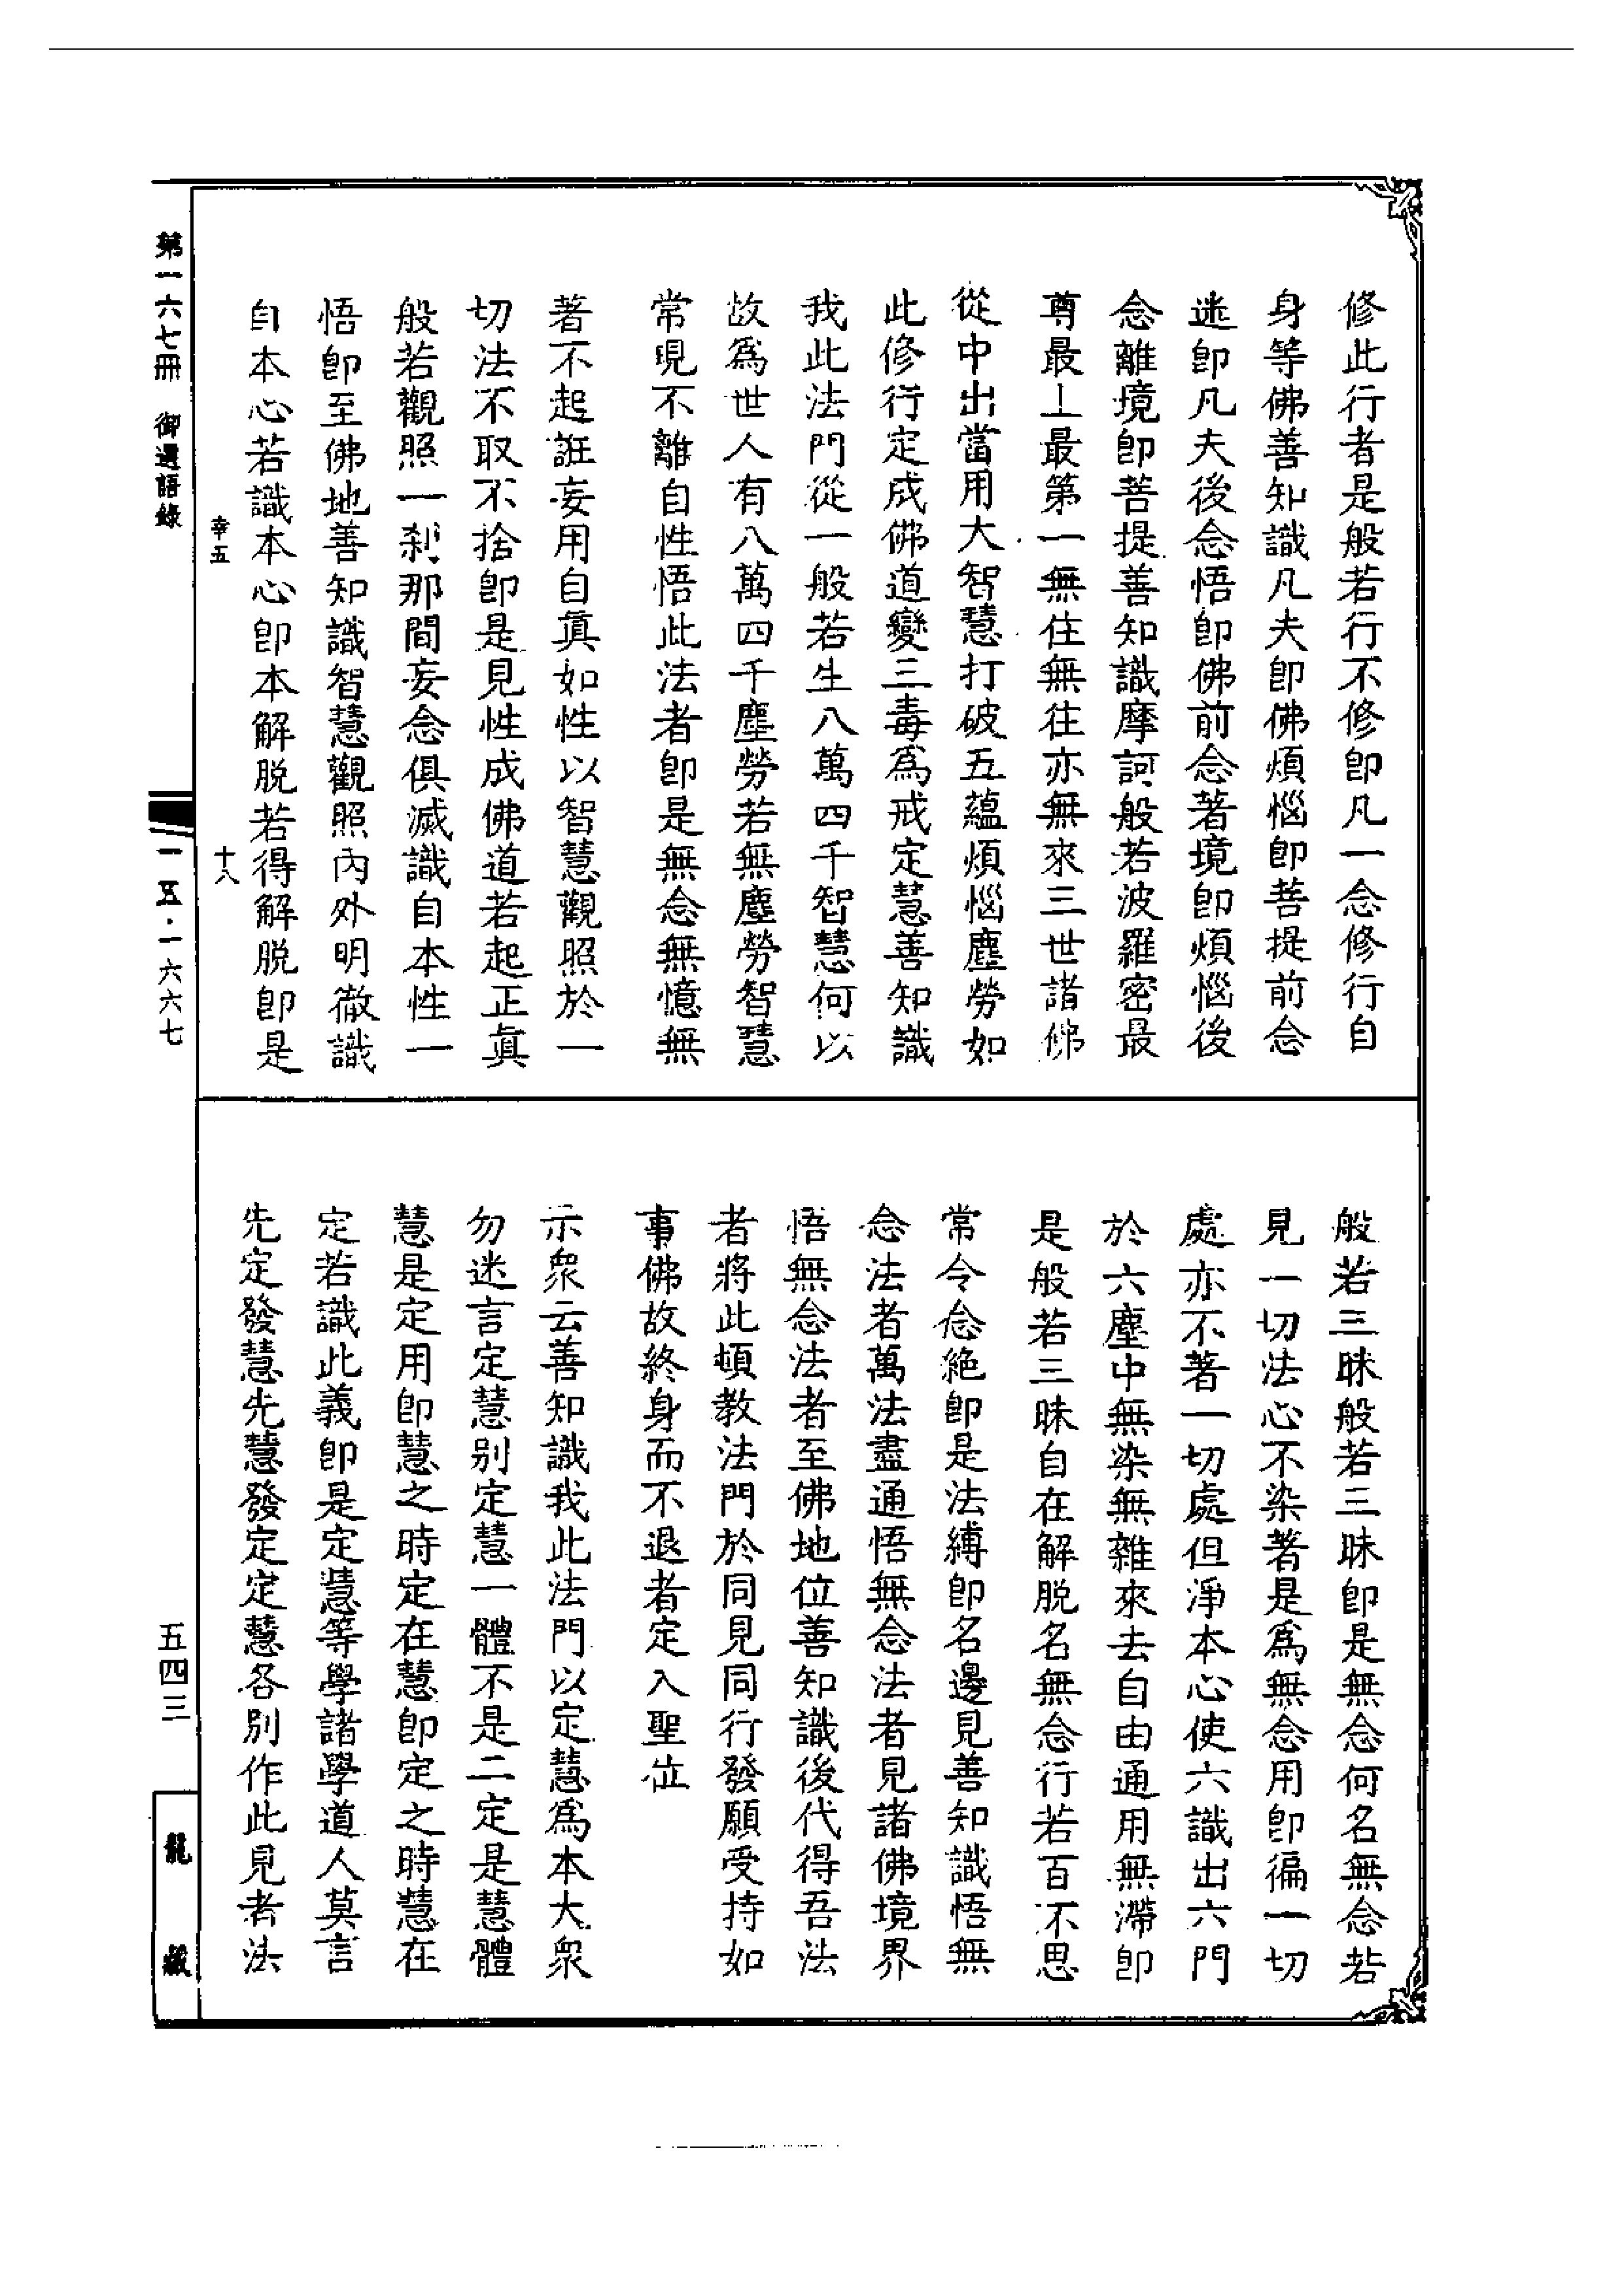 修此行者是般若行不修卽凡一念修行自
身等佛善知識凡夫卽佛煩惱卽菩提前念
迷卽凡夫後念悟卽佛前念著境卽煩惱後
念離境卽菩提善知識摩訶般若波羅密最
尊最上最第一無住無往亦無來三世諸佛
從中出當用大智慧打破五蘊煩惱塵勞如
此修行定成佛道變三毒爲戒定慧善知識
我此法門從一般若生八萬四千智慧何以
故爲世人有八萬四千塵勞若無塵勞智慧
常現不離自性悟此法者卽是無念無憶無
著不起誑妄用自眞如性以智慧觀照於一
切法不取不捨卽是見性成佛道若起正眞
般若觀照一剎那間妄念俱滅識自本性一
悟卽至佛地善知識智慧觀照內外明徹識
自本心若識本心卽本解脱若得解脱卽是
幸五
十八
般若三昧般若三昧卽是無念何名無念若
見一切法心不染著是爲無念用卽徧一切
處亦不著一切處但淨本心使六識出六門
於六塵中無染無雜來去自由通用無滯卽
是般若三昧自在解脱名無念行若百不思
常令念絶卽是法縛卽名邊見善知識悟無
念法者萬法盡通悟無念法者見諸佛境界
悟無念法者至佛地位善知識後代得吾法
者將此頓教法門於同見同行發願受持如
事佛故終身而不退者定入聖位
示衆云善知識我此法門以定慧爲本大衆
勿迷言定慧别定慧一體不是二定是慧體
慧是定用卽慧之時定在慧卽定之時慧在
定若識此義卽是定慧等學諸學道人莫言
先定發慧先慧發定定慧各別作此見者法
第一六七冊 御選語錄
一五·一六六七
五四三
龍藏